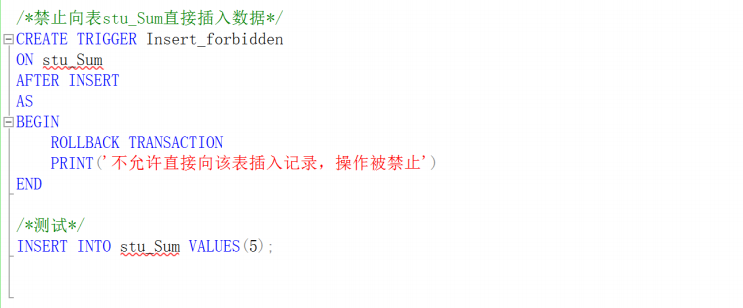 /*禁止向表stu_Sum直接插入数据*/
CREATE TRIGGER Insert_forbidden
ON stu_Sum
AFTER INSERT
AS
BEGIN
    ROLLBACK TRANSACTION
    PRINT('不允许直接向该表插入记录，操作被禁止')
END
/*测试*/
INSERT INTO stu_Sum VALUES(5);